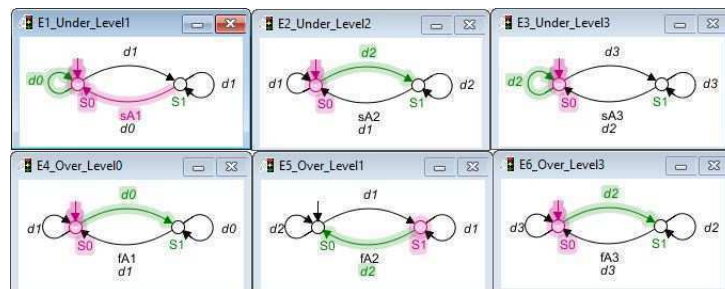 E1_Under_Level1
d1
d0
d1
S0
S1
sA1
d0
E2_Under_Level2
d2
d1
d2
S0
S1
sA2
d1
E3_Under_Level3
d3
d2
d3
S0
S1
sA3
d2
E4_Over_Level0
d0
d1
d0
S0
S1
fA1
d1
E5_Over_Level1
d1
d2
d1
S0
S1
fA2
d2
E6_Over_Level3
d2
d3
d2
S0
S1
fA3
d3